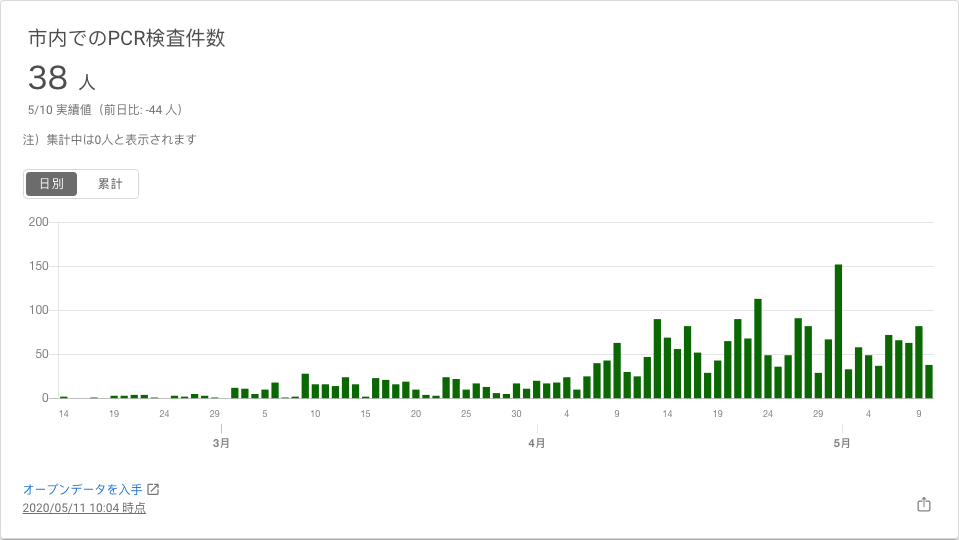 市内でのPCR検査件数
38 人
5/10 実績値（前日比: -44 人）
注）集計中は0人と表示されます
日別 累計
200
150
100
50
0
14 19 24 29 5 10 15 20 25 30 4 9 14 19 24 29 4 9
3月 4月 5月
オープンデータを入手
2020/05/11 10:04 時点